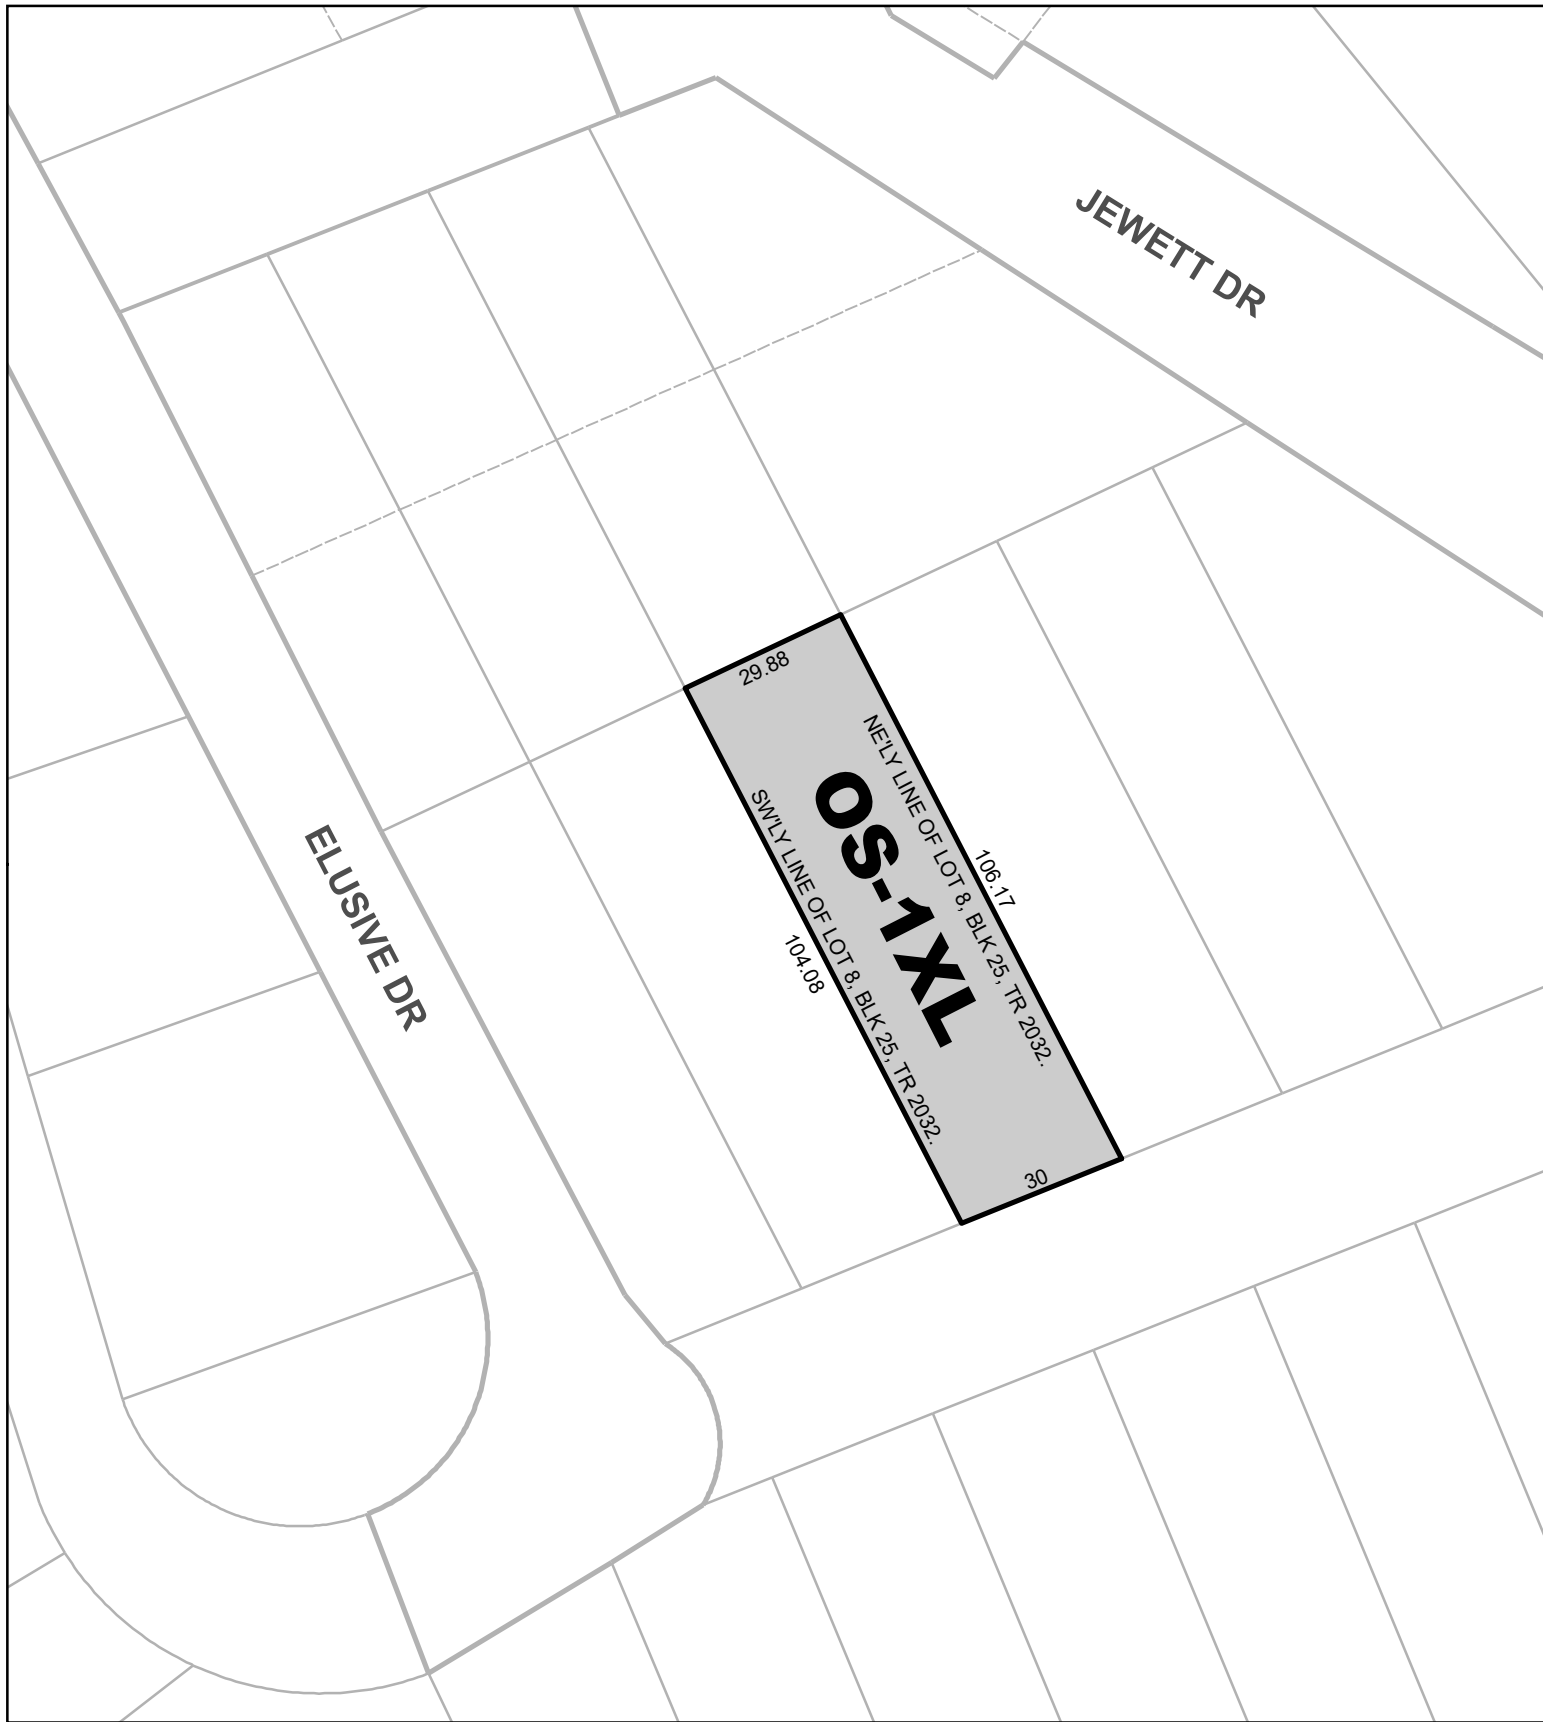 JEWETT DR
29.88
NE'LY LINE OF LOT 8, BLK 25, TR 2032.
106.17
OS-1XL
SW'LY LINE OF LOT 8, BLK 25, TR 2032.
104.08
ELUSIVE DR
30